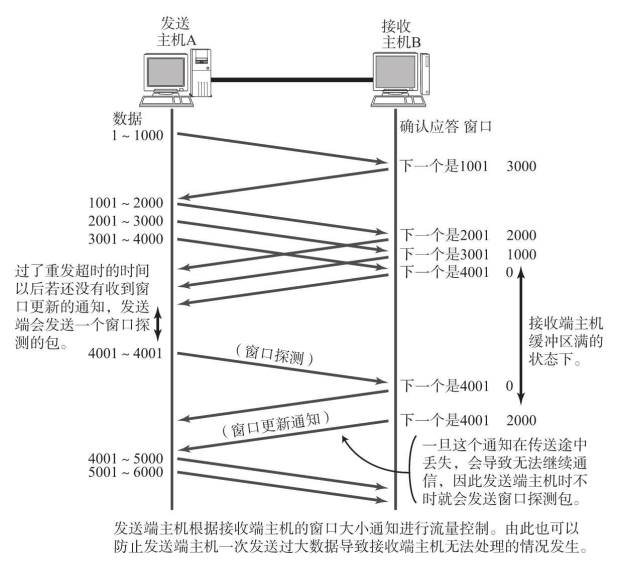 发送
主机A
接收
主机B
数据
确认应答 窗口
1~1000
下一个是1001 3000
1001~2000
2001~3000
3001~4000
下一个是2001 2000
下一个是3001 1000
下一个是4001 0
过了重发超时的时间
以后若还没有收到窗
口更新的通知，发送
端会发送一个窗口探
测的包。
接收端主机
缓冲区满的
状态下。
4001~4001
（窗口探测）
下一个是4001 0
（窗口更新通知）
下一个是4001 2000
一旦这个通知在传送途中
丢失，会导致无法继续通
信，因此发送端主机时不
时就会发送窗口探测包。
4001~5000
5001~6000
发送端主机根据接收端主机的窗口大小通知进行流量控制。由此也可以
防止发送端主机一次发送过大数据导致接收端主机无法处理的情况发生。